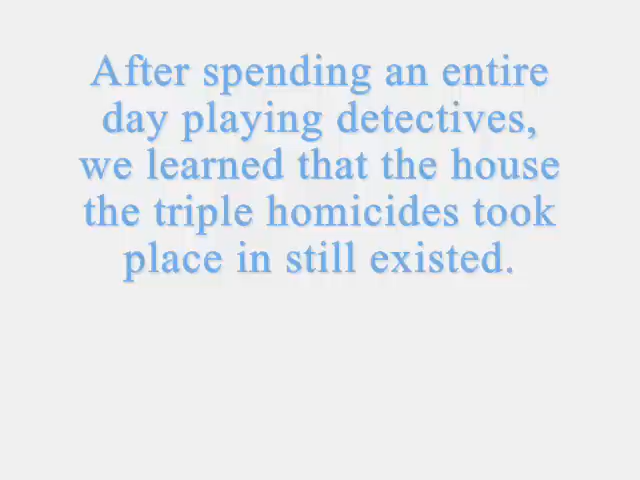 After spending an entire
day playing detectives,
we learned that the house
the triple homicides took
place in still existed.